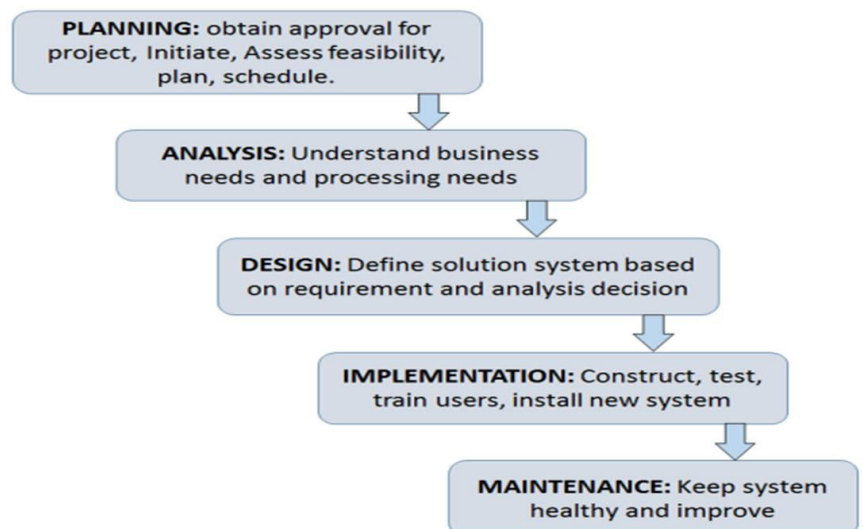 PLANNING: obtain approval for
project, Initiate, Assess feasibility,
plan, schedule.
ANALYSIS: Understand business
needs and processing needs
DESIGN: Define solution system based
on requirement and analysis decision
IMPLEMENTATION: Construct, test,
train users, install new system
MAINTENANCE: Keep system
healthy and improve